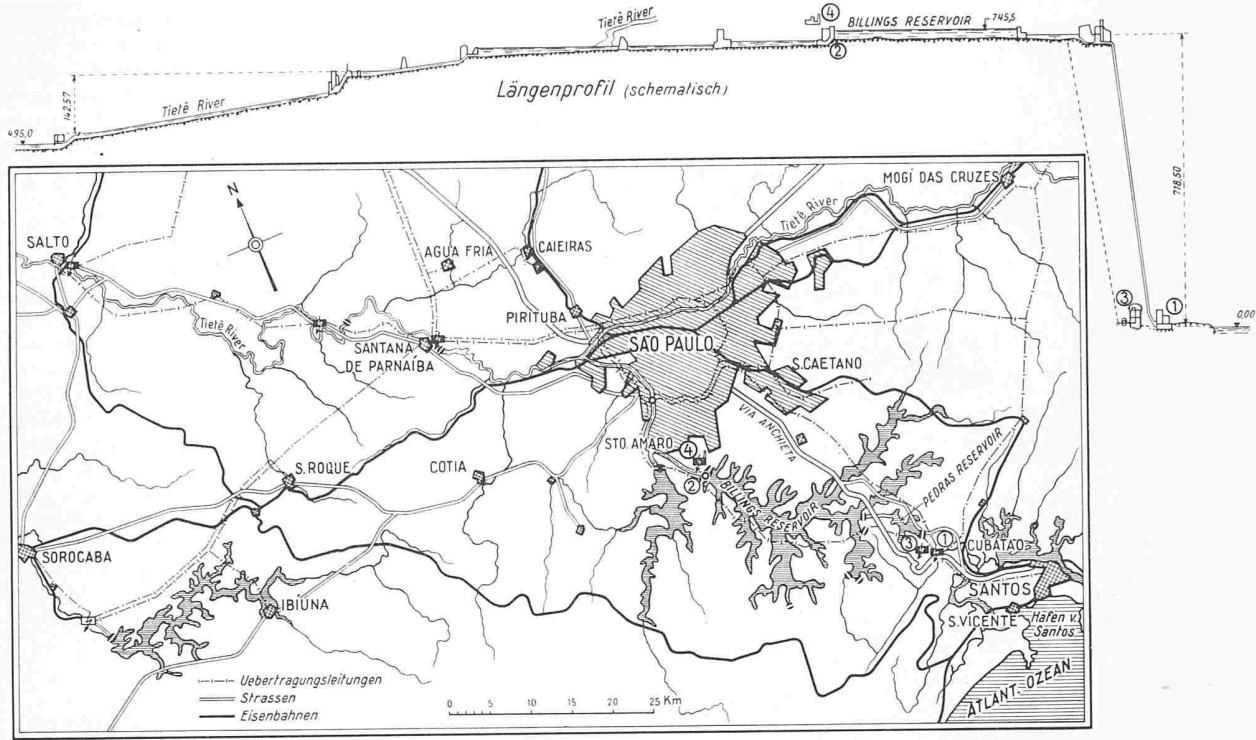 Tietê River
④
BILLINGS RESERVOIR
745,5
②
Längenprofil (schematisch)
142,57
Tietê River
495,0
718,50
③
①
0,00
N
MOGÍ DAS CRUZES
Tietê River
SALTO
AGUA FRIA
CAIEIRAS
PIRITUBA
Tietê River
SANTANA
DE PARNAÍBA
SÃO PAULO
S.CAETANO
VIA ANCHIETA
STO. AMARO
④
②
BILLINGS RESERVOIR
PEDRAS RESERVOIR
S.ROQUE
COTIA
③
①
CUBATÃO
SOROCABA
SANTOS
IBIUNA
S.VICENTE
Hafen v.
Santos
ATLANT. OZEAN
Uebertragungsleitungen
Strassen
Eisenbahnen
0 5 10 15 20 25 Km